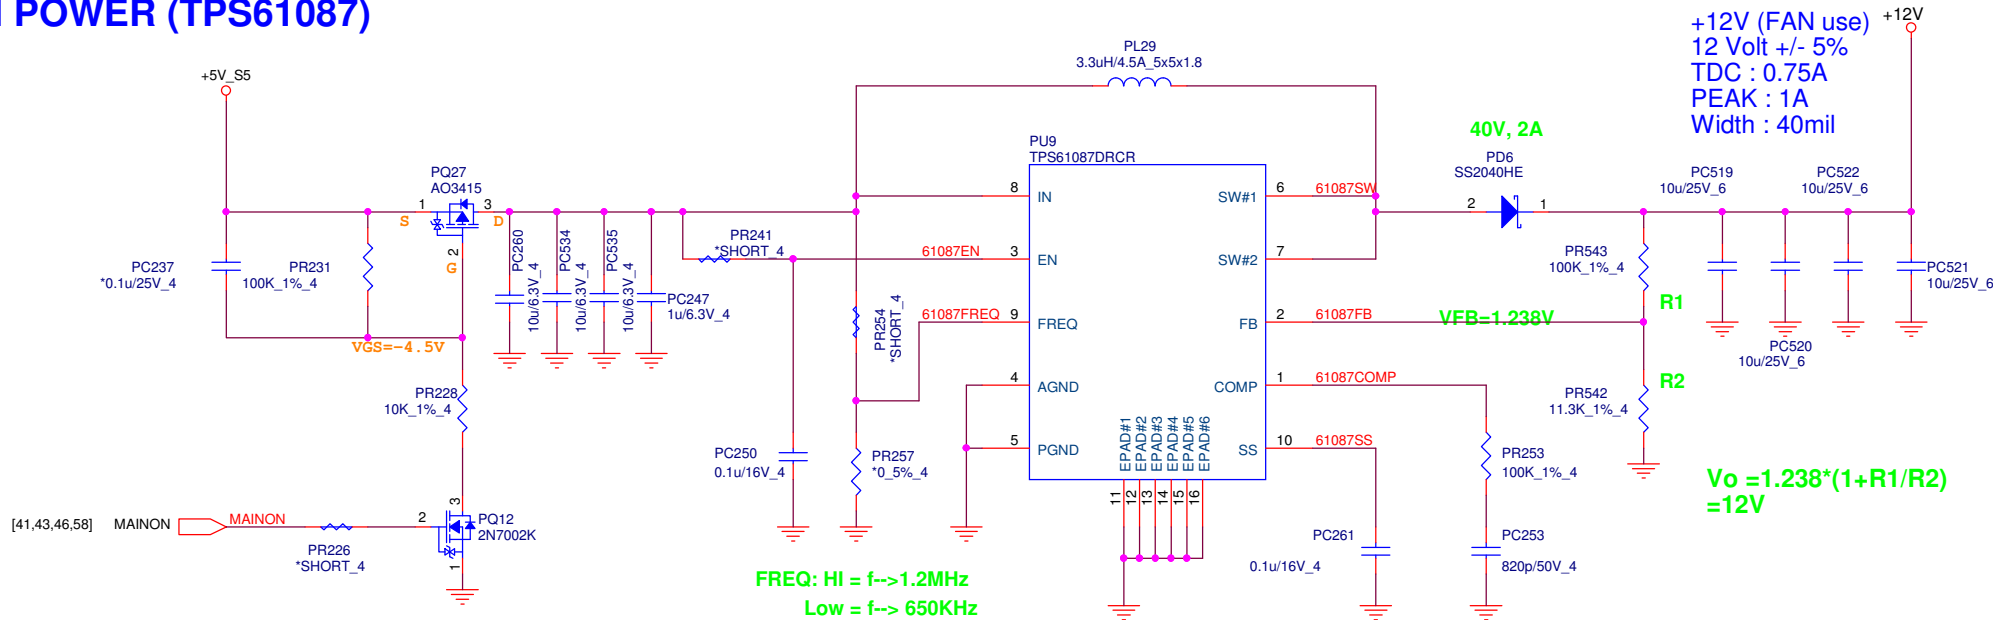 POWER (TPS61087)
+5V_S5
PL29
3.3uH/4.5A_5x5x1.8
+12V (FAN use)
12 Volt +/- 5%
TDC : 0.75A
PEAK : 1A
Width : 40mil
+12V
PQ27
AO3415
1
3
S
D
2
G
PC237
*0.1u/25V_4
PR231
100K_1%_4
VGS=-4.5V
PR228
10K_1%_4
PC260
10u/6.3V_4
PC534
10u/6.3V_4
PC535
10u/6.3V_4
PC247
1u/6.3V_4
PR241
*SHORT_4
PR254
*SHORT_4
PC250
0.1u/16V_4
PR257
*0_5%_4
[41,43,46,58]
MAINON
MAINON
PR226
*SHORT_4
2
3
1
PQ12
2N7002K
FREQ: HI = f-->1.2MHz
Low = f--> 650KHz
PU9
TPS61087DRCR
61087EN
61087FREQ
8
IN
3
EN
9
FREQ
4
AGND
5
PGND
SW#1
6
61087SW
SW#2
7
FB
2
61087FB
COMP
1
61087COMP
SS
10
61087SS
EPAD#1
EPAD#2
EPAD#3
EPAD#4
EPAD#5
EPAD#6
11
12
13
14
15
16
40V, 2A
PD6
SS2040HE
2
1
VFB=1.238V
PR543
100K_1%_4
R1
R2
PR542
11.3K_1%_4
PC519
10u/25V_6
PC522
10u/25V_6
PC520
10u/25V_6
PC521
10u/25V_6
PR253
100K_1%_4
PC261
0.1u/16V_4
PC253
820p/50V_4
Vo =1.238*(1+R1/R2)
=12V